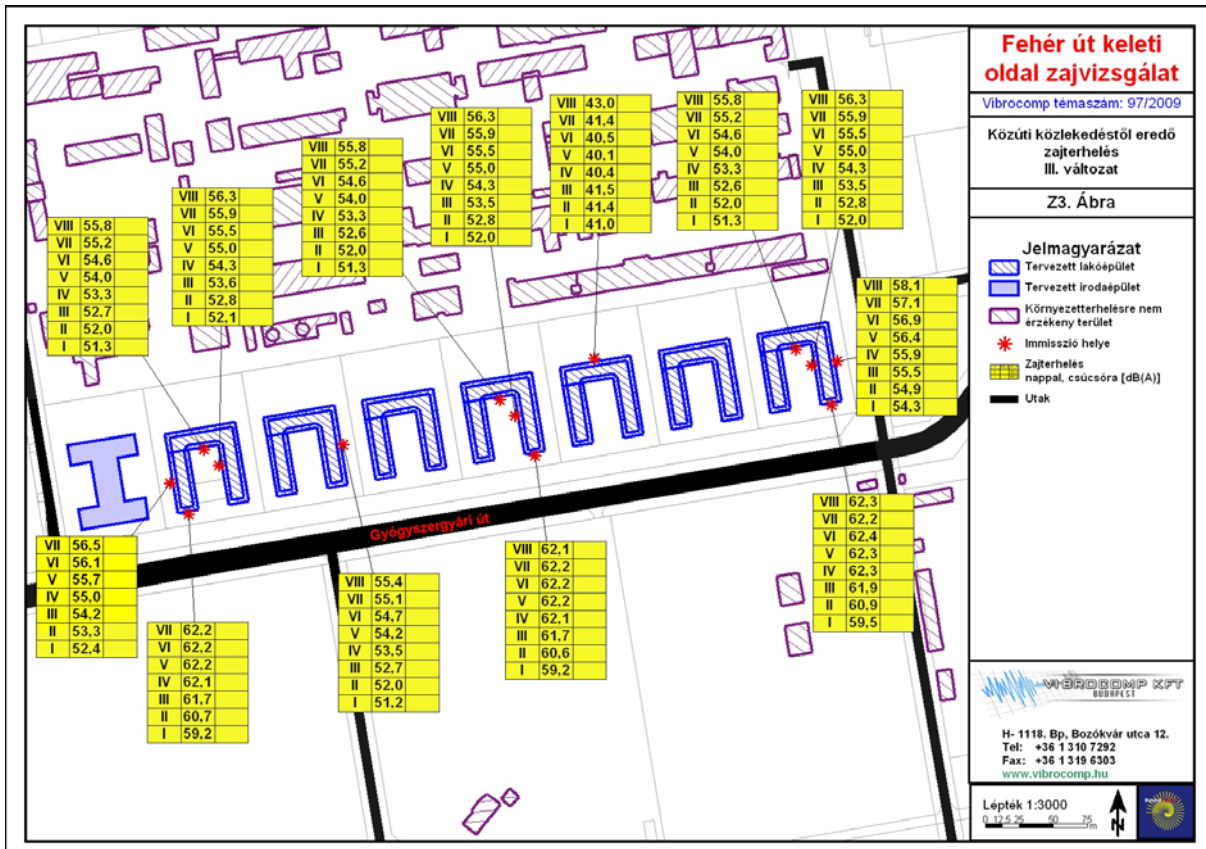 Fehér út keleti
oldal zajvizsgálat
Vibrocomp témaszám: 97/2009
Közúti közlekedéstől eredő
zajterhelés
III. változat
Z3. Ábra
Jelmagyarázat
Tervezett lakóépület
Tervezett irodaépület
Környezetterhelésre nem
érzékeny terület
Immisszió helye
Zajterhelés
nappal, csúcsóra [dB(A)]
Utak
VIBROCOMP KFT
BUDAPEST
H- 1118. Bp, Bozókvár utca 12.
Tel: +36 1 310 7292
Fax: +36 1 319 6303
www.vibrocomp.hu
Lépték 1:3000
0 12,5 25 50 75
m
N
VIII 55,8
VII 55,2
VI 54,6
V 54,0
IV 53,3
III 52,7
II 52,0
I 51,3
VIII 56,3
VII 55,9
VI 55,5
V 55,0
IV 54,3
III 53,6
II 52,8
I 52,1
VIII 55,8
VII 55,2
VI 54,6
V 54,0
IV 53,3
III 52,6
II 52,0
I 51,3
VIII 56,3
VII 55,9
VI 55,5
V 55,0
IV 54,3
III 53,5
II 52,8
I 52,0
VIII 43,0
VII 41,4
VI 40,5
V 40,1
IV 40,4
III 41,5
II 41,4
I 41,0
VIII 55,8
VII 55,2
VI 54,6
V 54,0
IV 53,3
III 52,6
II 52,0
I 51,3
VIII 56,3
VII 55,9
VI 55,5
V 55,0
IV 54,3
III 53,5
II 52,8
I 52,0
VIII 58,1
VII 57,1
VI 56,9
V 56,4
IV 55,9
III 55,5
II 54,9
I 54,3
Gyógyszergyári út
VII 56,5
VI 56,1
V 55,7
IV 55,0
III 54,2
II 53,3
I 52,4
VII 62,2
VI 62,2
V 62,2
IV 62,1
III 61,7
II 60,7
I 59,2
VIII 55,4
VII 55,1
VI 54,7
V 54,2
IV 53,5
III 52,7
II 52,0
I 51,2
VIII 62,1
VII 62,2
VI 62,2
V 62,2
IV 62,1
III 61,7
II 60,6
I 59,2
VIII 62,3
VII 62,2
VI 62,4
V 62,3
IV 62,3
III 61,9
II 60,9
I 59,5